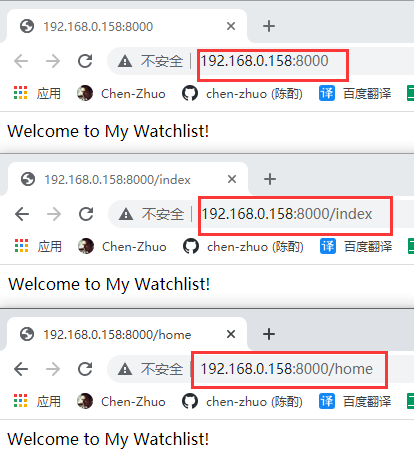 192.168.0.158:8000
不安全 192.168.0.158:8000
应用 Chen-Zhuo chen-zhuo (陈酌) 译 百度翻译
Welcome to My Watchlist!
192.168.0.158:8000/index
不安全 192.168.0.158:8000/index
应用 Chen-Zhuo chen-zhuo (陈酌) 译 百度翻译
Welcome to My Watchlist!
192.168.0.158:8000/home
不安全 192.168.0.158:8000/home
应用 Chen-Zhuo chen-zhuo (陈酌) 译 百度翻译
Welcome to My Watchlist!